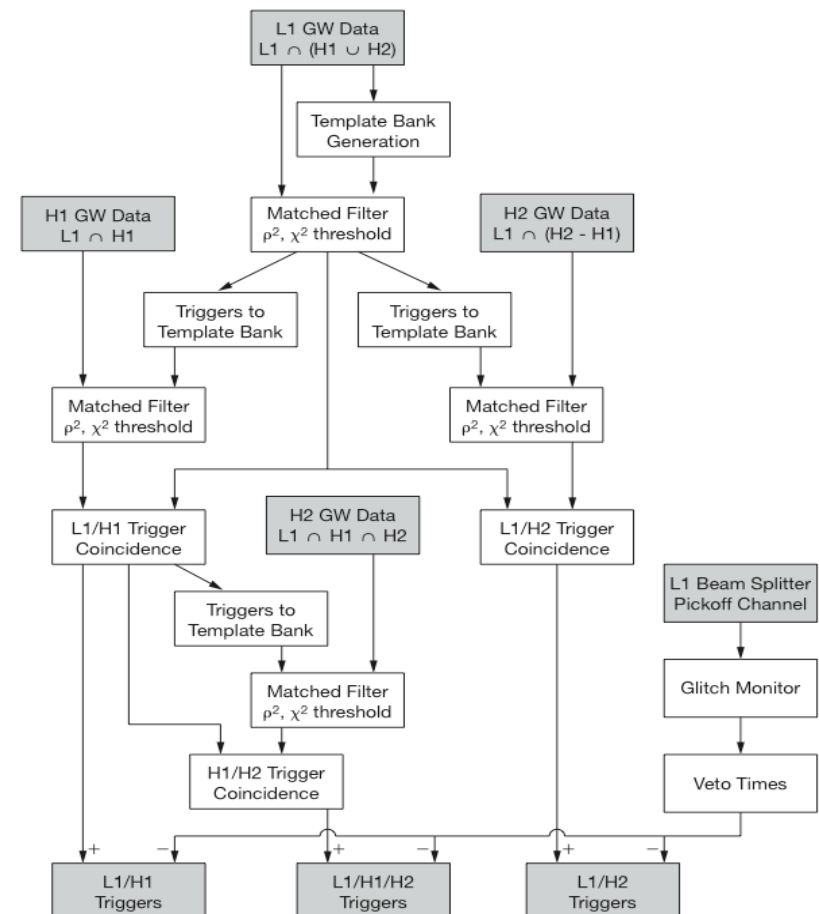 L1 GW Data
L1 ∩ (H1 ∪ H2)
Template Bank
Generation
H1 GW Data
L1 ∩ H1
Matched Filter
ρ², χ² threshold
H2 GW Data
L1 ∩ (H2 - H1)
Triggers to
Template Bank
Triggers to
Template Bank
Matched Filter
ρ², χ² threshold
Matched Filter
ρ², χ² threshold
L1/H1 Trigger
Coincidence
H2 GW Data
L1 ∩ H1 ∩ H2
L1/H2 Trigger
Coincidence
L1 Beam Splitter
Pickoff Channel
Triggers to
Template Bank
Glitch Monitor
Matched Filter
ρ², χ² threshold
H1/H2 Trigger
Coincidence
Veto Times
+ − + − + −
L1/H1
Triggers
L1/H1/H2
Triggers
L1/H2
Triggers